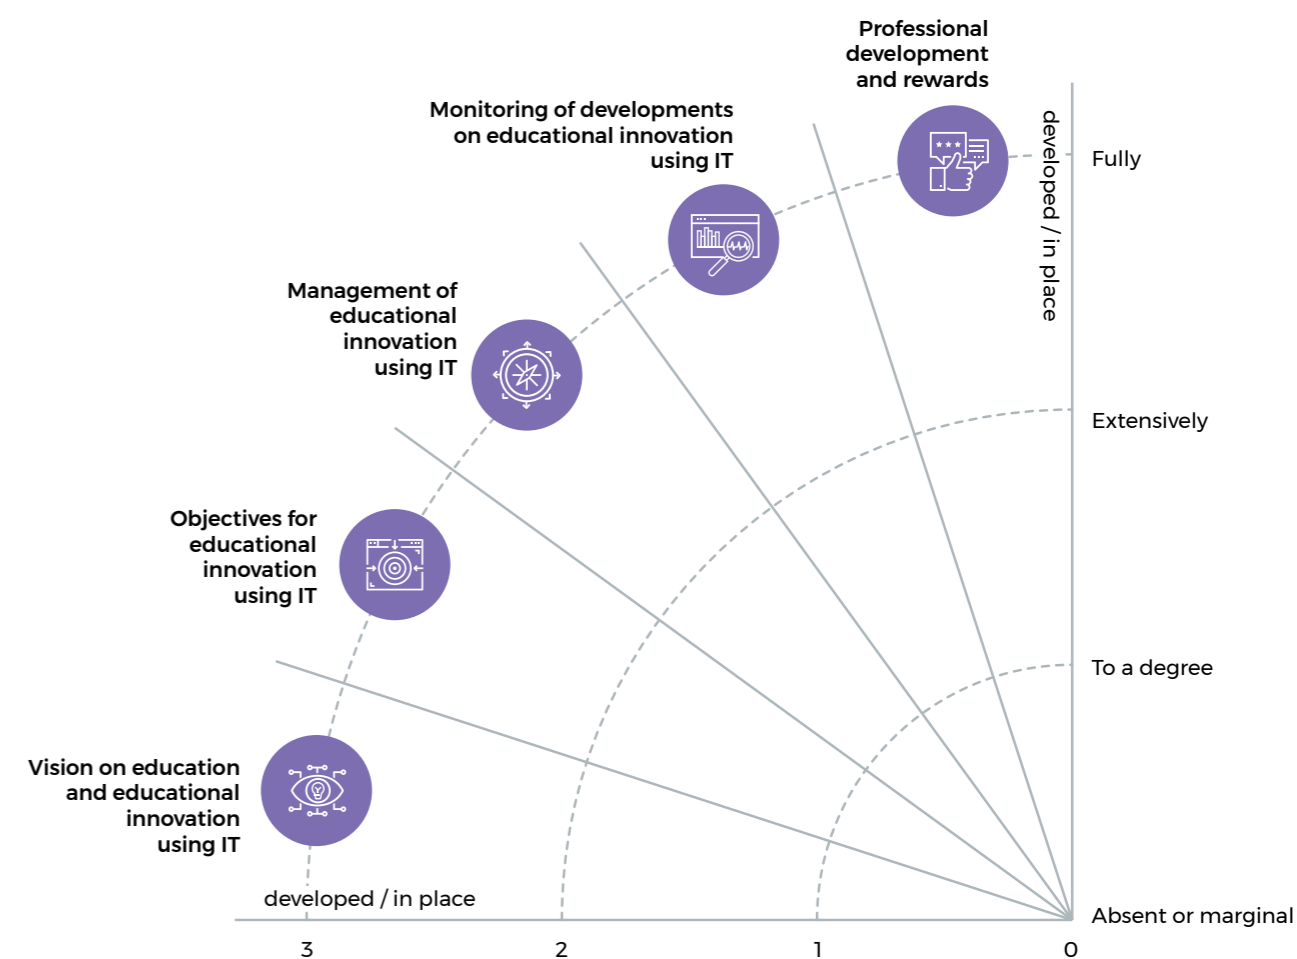 Professional
development
and rewards
Monitoring of developments
on educational innovation
using IT
Management of
educational
innovation
using IT
Objectives for
educational
innovation
using IT
Vision on education
and educational
innovation
using IT
developed / in place
Fully
Extensively
To a degree
Absent or marginal
developed / in place
3
2
1
0